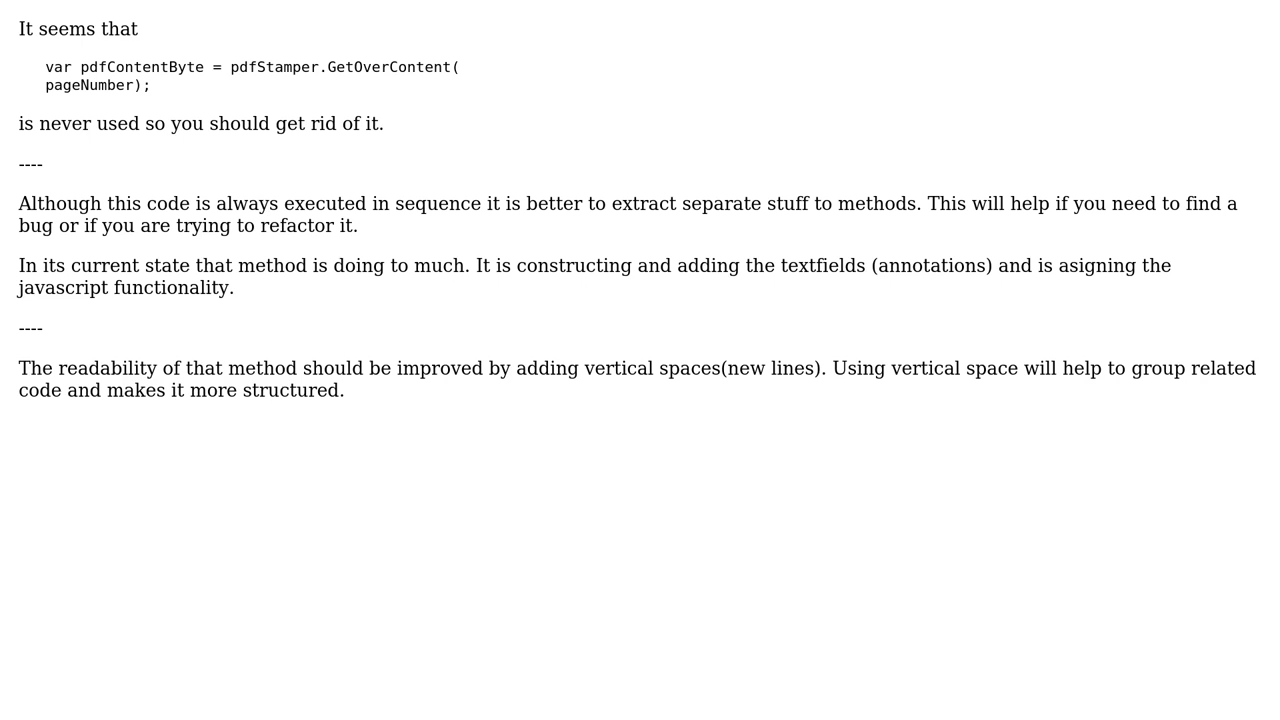 It seems that
var pdfContentByte = pdfStamper.GetOverContent(
pageNumber);
is never used so you should get rid of it.
----
Although this code is always executed in sequence it is better to extract separate stuff to methods. This will help if you need to find a
bug or if you are trying to refactor it.
In its current state that method is doing to much. It is constructing and adding the textfields (annotations) and is asigning the
javascript functionality.
----
The readability of that method should be improved by adding vertical spaces(new lines). Using vertical space will help to group related
code and makes it more structured.